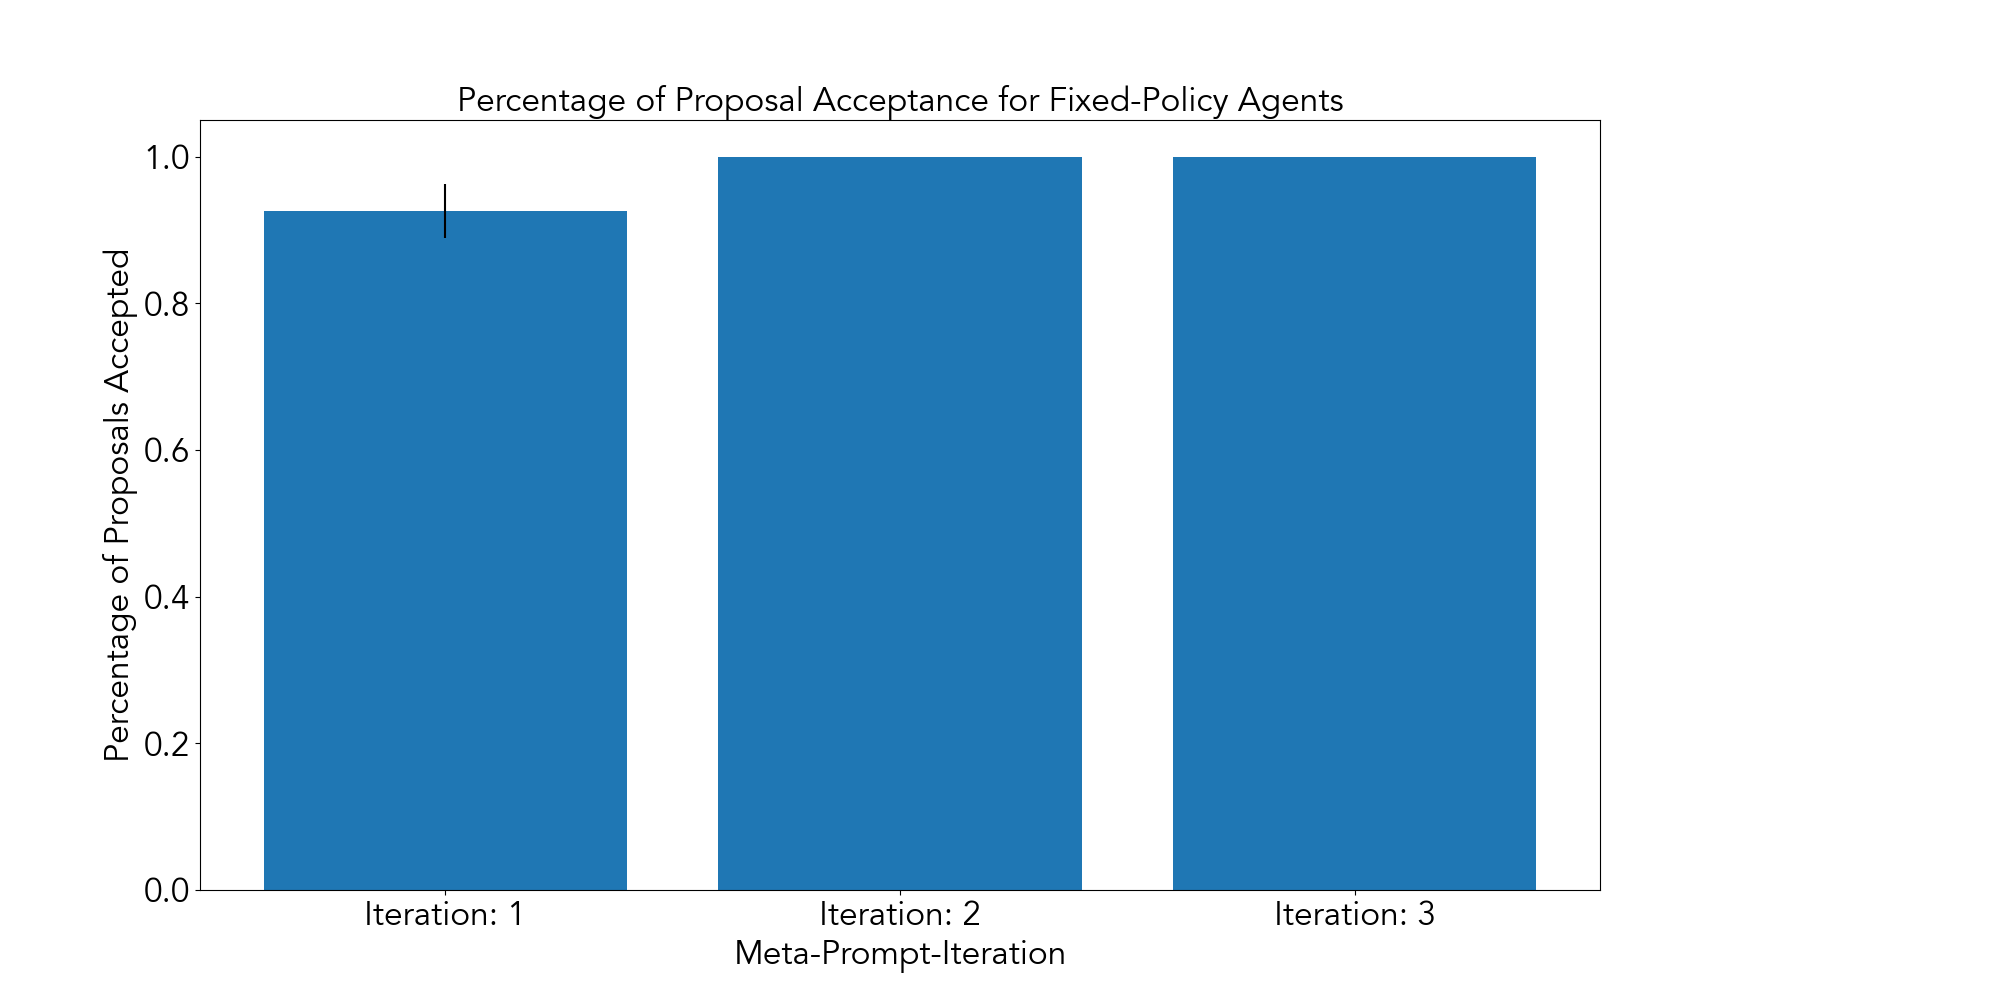 Percentage of Proposal Acceptance for Fixed-Policy Agents
Percentage of Proposals Accepted
1.0
0.8
0.6
0.4
0.2
0.0
Iteration: 1
Iteration: 2
Iteration: 3
Meta-Prompt-Iteration